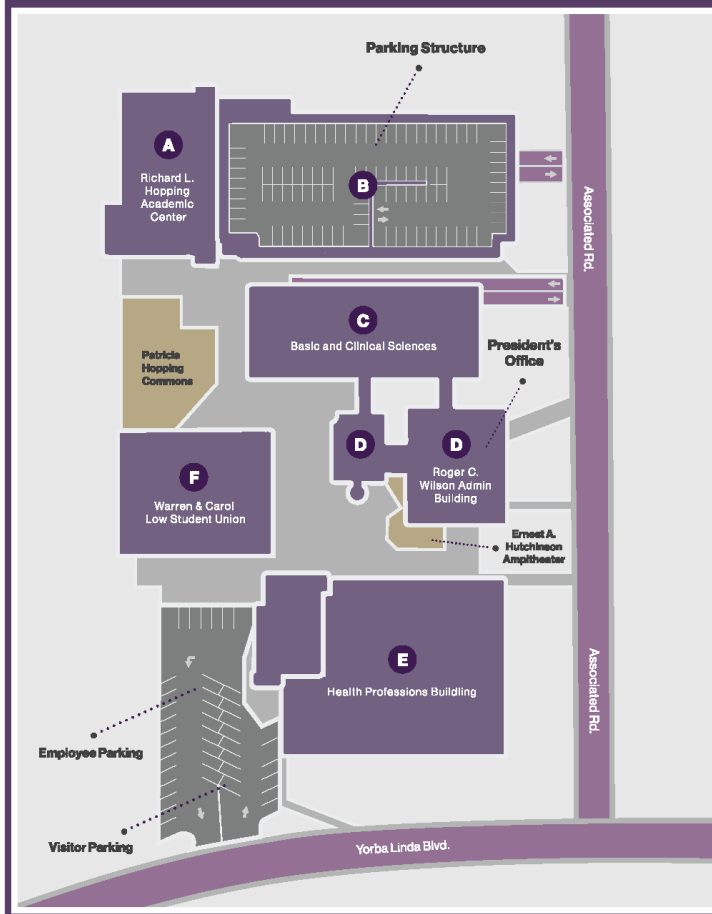 Parking Structure
A
Richard L.
Hopping
Academic
Center
B
Associated Rd.
C
Basic and Clinical Sciences
President's
Office
Patricia
Hopping
Commons
D
D
Roger C.
Wilson Admin
Building
F
Warren & Carol
Low Student Union
Ernest A.
Hutchinson
Ampitheater
E
Health Professions Buildling
Associated Rd.
Employee Parking
Visitor Parking
Yorba Linda Blvd.